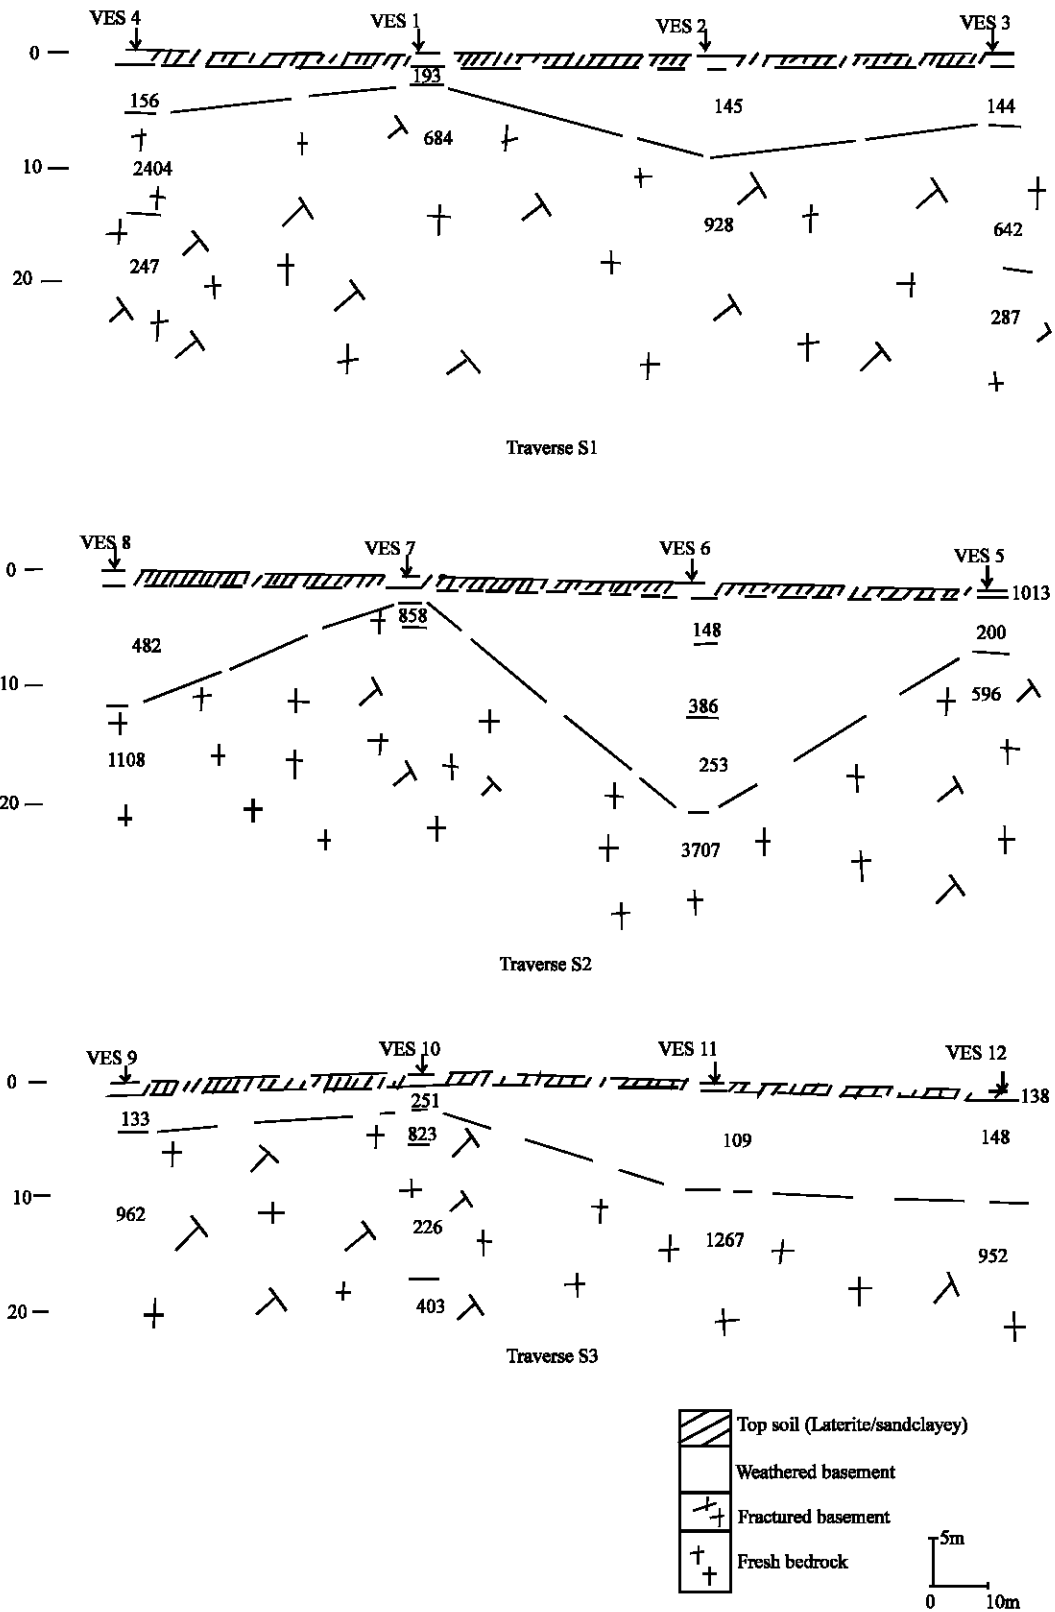 VES 4 VES 1 VES 2 VES 3
0
193
156 145 144
684
10 2404
928 642
247
20
287
Traverse S1
VES 8 VES 7 VES 6 VES 5
0
1013
858
482 148 200
10 386 596
1108 253
20
3707
Traverse S2
VES 9 VES 10 VES 11 VES 12
0
138
251
133 823 109 148
10
962 226 1267 952
20 403
Traverse S3
Top soil (Laterite/sandclayey)
Weathered basement
Fractured basement
5m
Fresh bedrock
0 10m